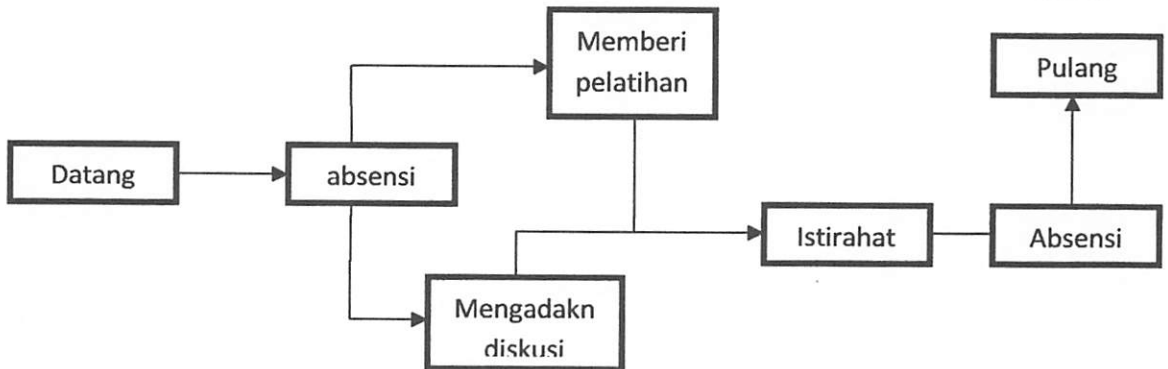 Datang
absensi
Memberi
pelatihan
Mengadakn
diskusi
Istirahat
Absensi
Pulang